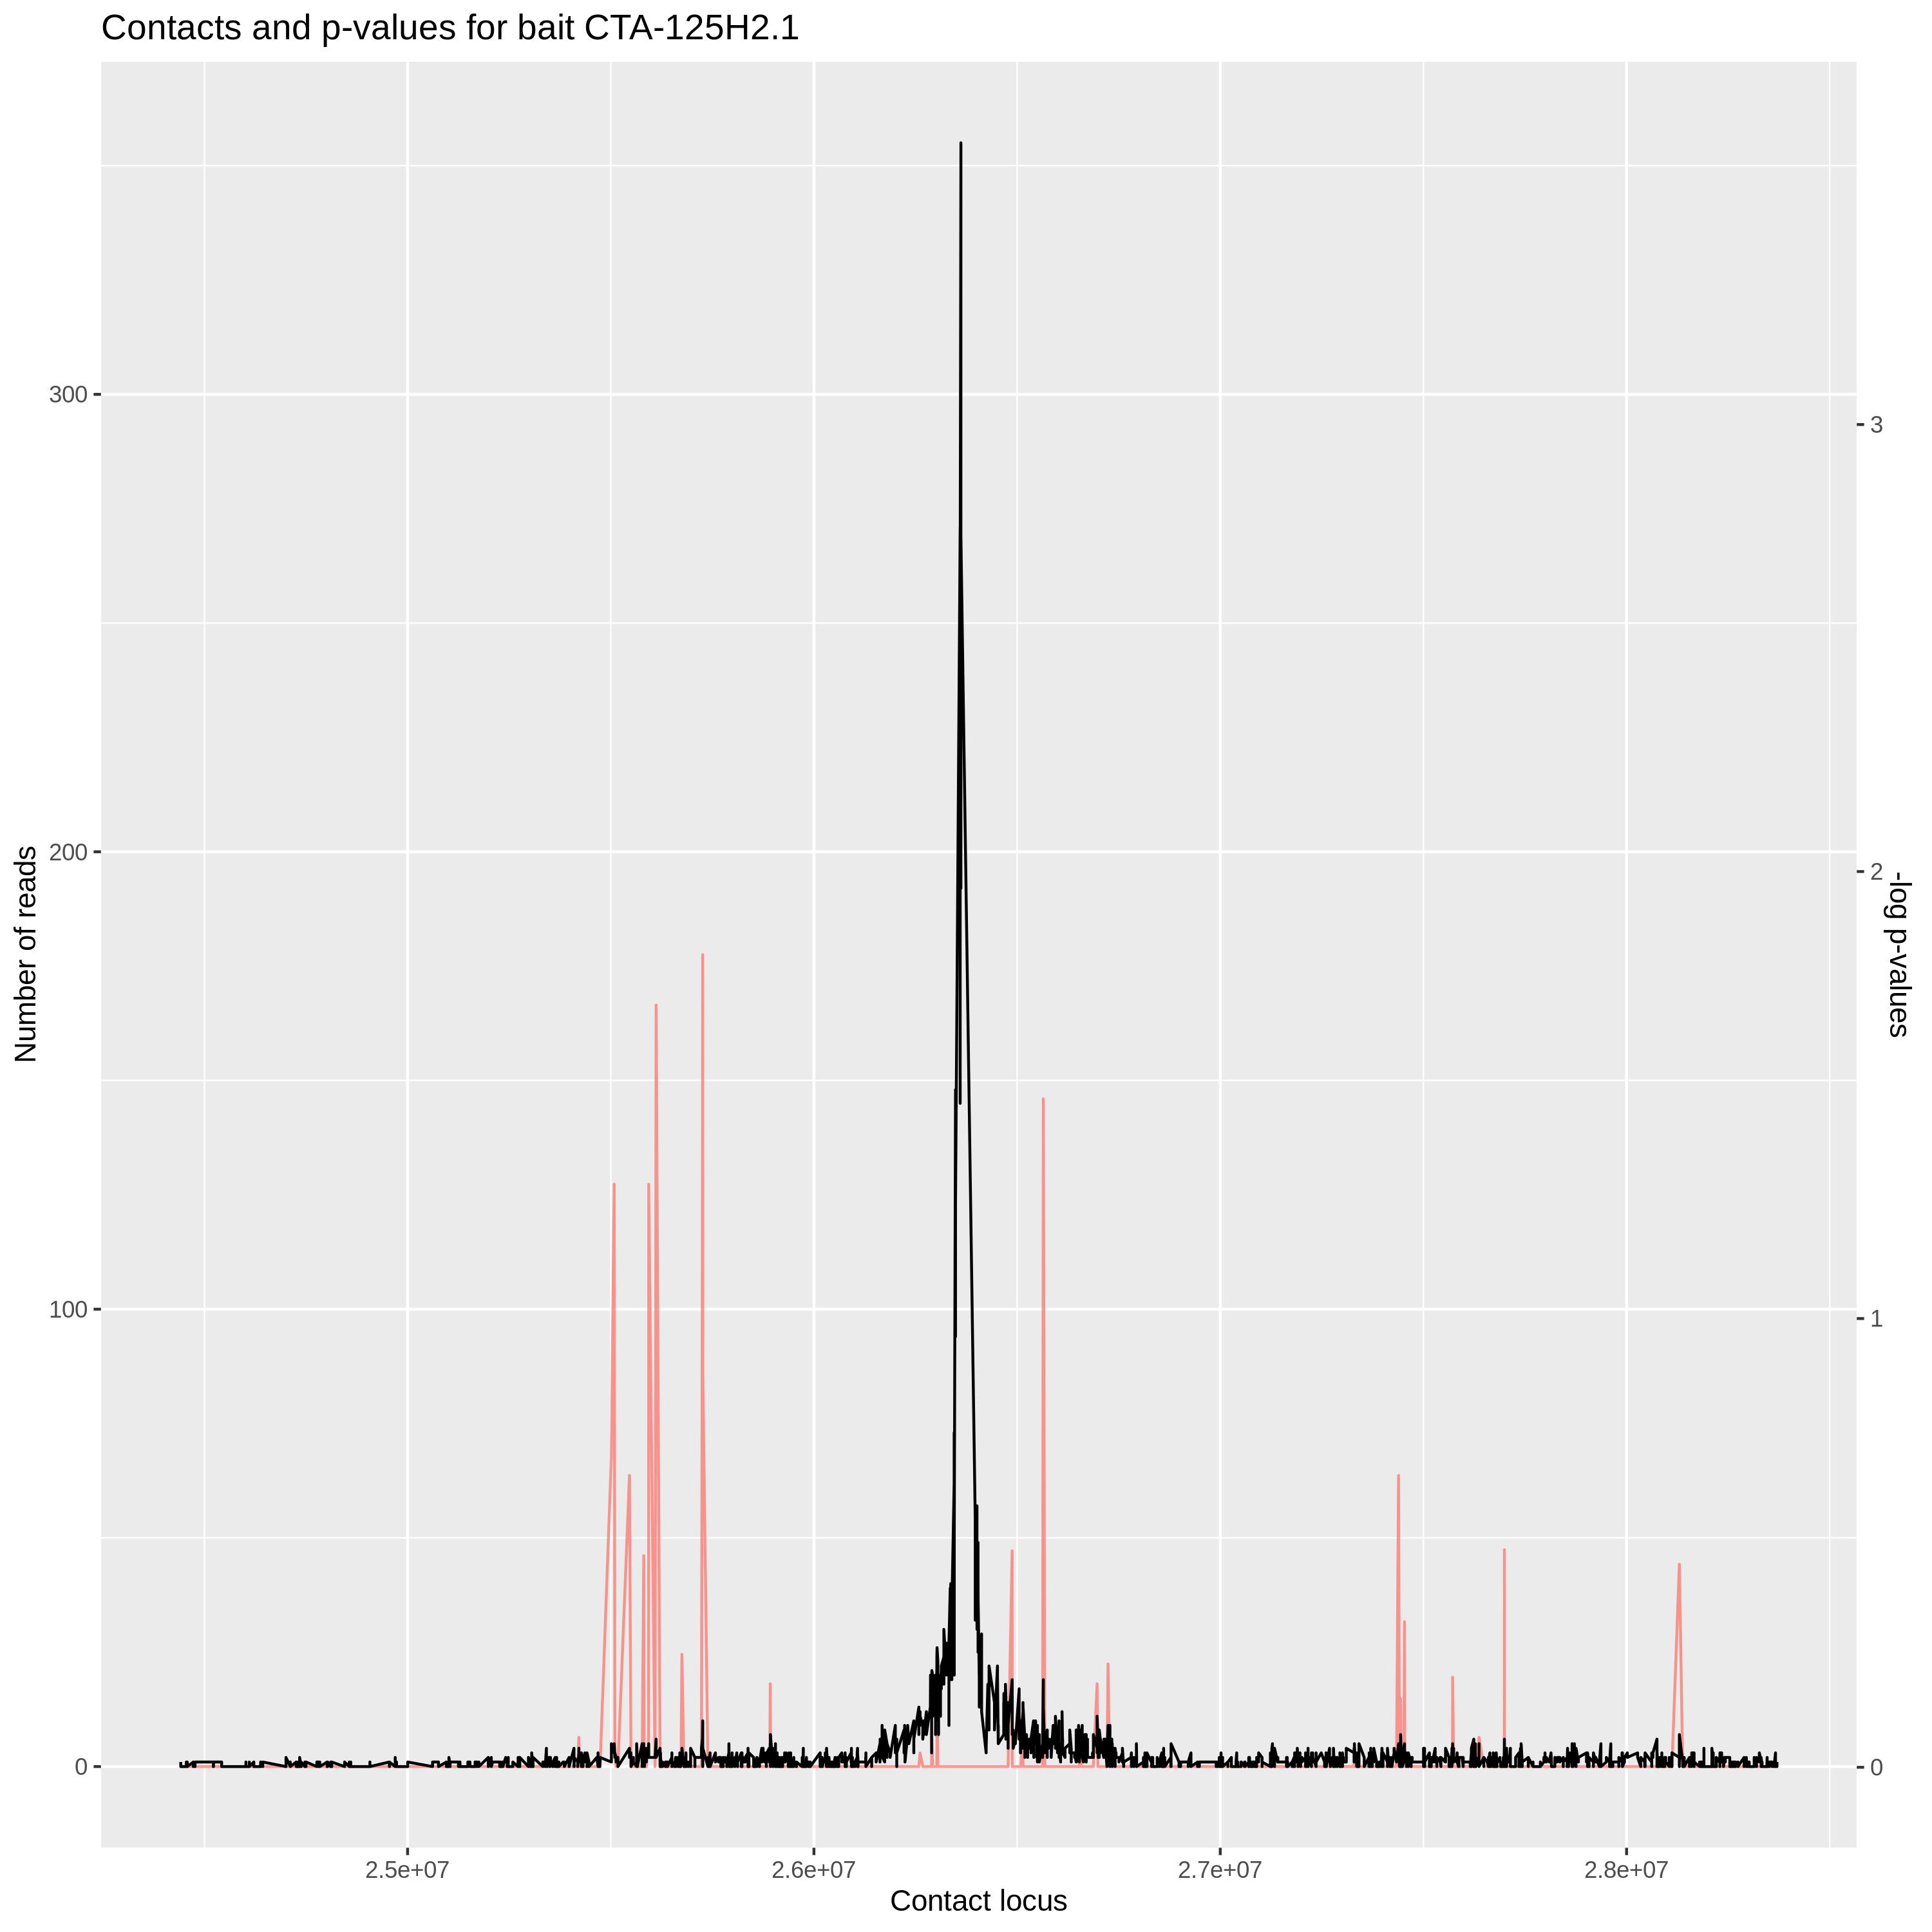 Contacts and p-values for bait CTA-125H2.1
300
200
100
0
Number of reads
3
2
1
0
-log p-values
2.5e+07 2.6e+07 2.7e+07 2.8e+07
Contact locus